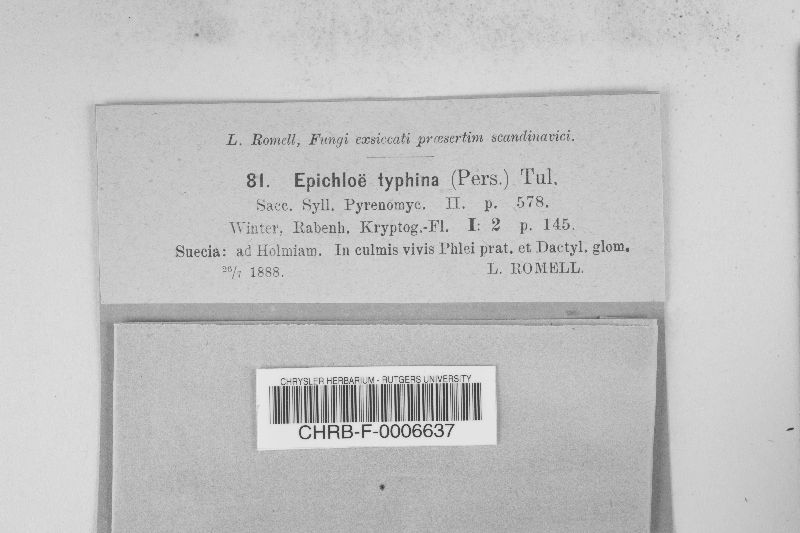 L. Romell, Fungi exsiccati præsertim scandinavici.
81. Epichloë typhina (Pers.) Tul.
Sacc. Syll. Pyrenomyc. II. p. 578.
Winter, Rabenh. Kryptog.-Fl. I: 2 p. 145.
Suecia: ad Holmiam. In culmis vivis Phlei prat. et Dactyl. glom.
26/7 1888. L. ROMELL.
CHRYSLER HERBARIUM - RUTGERS UNIVERSITY
CHRB-F-0006637